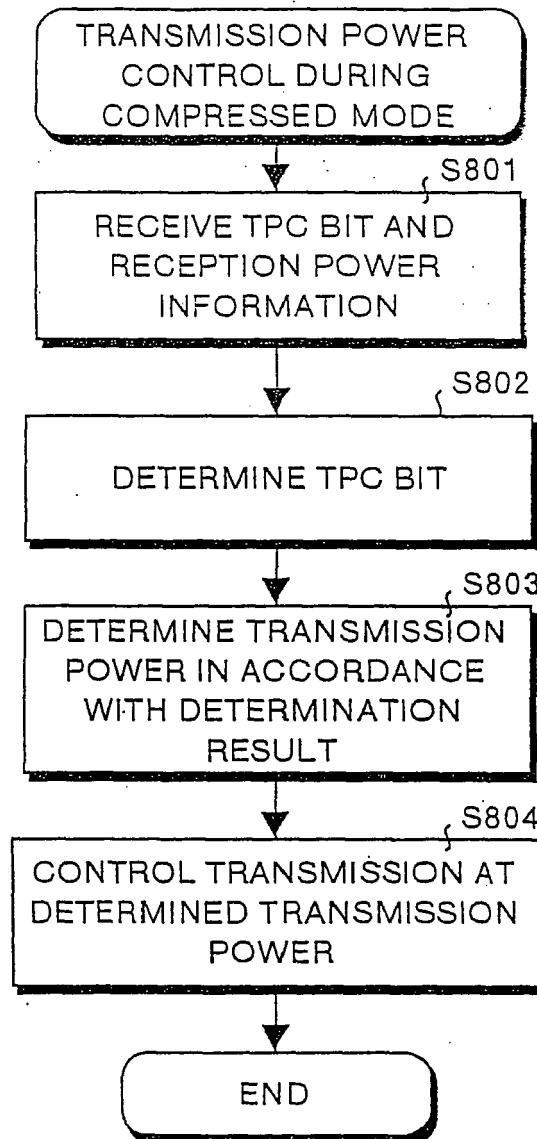 TRANSMISSION POWER
CONTROL DURING
COMPRESSED MODE
S801
RECEIVE TPC BIT AND
RECEPTION POWER
INFORMATION
S802
DETERMINE TPC BIT
S803
DETERMINE TRANSMISSION
POWER IN ACCORDANCE
WITH DETERMINATION
RESULT
S804
CONTROL TRANSMISSION AT
DETERMINED TRANSMISSION
POWER
END